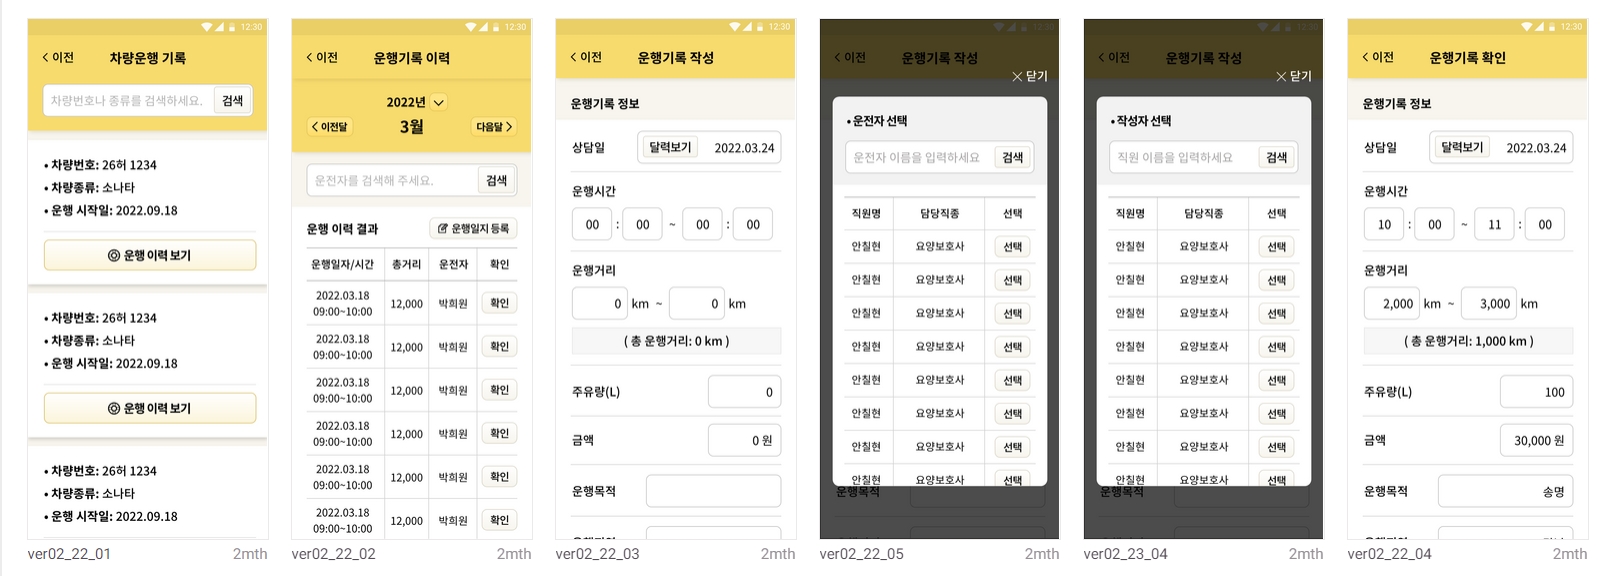 12:30
이전
차량운행 기록
차량번호나 종류를 검색하세요.
검색
• 차량번호: 26허 1234
• 차량종류: 소나타
• 운행 시작일: 2022.09.18
운행 이력 보기
• 차량번호: 26허 1234
• 차량종류: 소나타
• 운행 시작일: 2022.09.18
운행 이력 보기
• 차량번호: 26허 1234
• 차량종류: 소나타
• 운행 시작일: 2022.09.18
ver02_22_01 2mth
12:30
이전
운행기록 이력
2022년
이전달
3월
다음달
운전자를 검색해 주세요.
검색
운행 이력 결과
운행일지 등록
운행일자/시간 총거리 운전자 확인
2022.03.18
09:00~10:00 12,000 박희원 확인
2022.03.18
09:00~10:00 12,000 박희원 확인
2022.03.18
09:00~10:00 12,000 박희원 확인
2022.03.18
09:00~10:00 12,000 박희원 확인
2022.03.18
09:00~10:00 12,000 박희원 확인
2022.03.18
09:00~10:00 12,000 박희원 확인
ver02_22_02 2mth
12:30
이전
운행기록 작성
운행기록 정보
상담일 달력보기 2022.03.24
운행시간
00 : 00 ~ 00 : 00
운행거리
0 km ~ 0 km
( 총 운행거리: 0 km )
주유량(L) 0
금액 0 원
운행목적
ver02_22_03 2mth
12:30
이전
운행기록 작성
닫기
• 운전자 선택
운전자 이름을 입력하세요
검색
직원명 담당직종 선택
안칠현 요양보호사 선택
안칠현 요양보호사 선택
안칠현 요양보호사 선택
안칠현 요양보호사 선택
안칠현 요양보호사 선택
안칠현 요양보호사 선택
안칠현 요양보호사 선택
안칠현 요양보호사 선택
운행목적
ver02_22_05 2mth
12:30
이전
운행기록 작성
닫기
• 작성자 선택
직원 이름을 입력하세요
검색
직원명 담당직종 선택
안칠현 요양보호사 선택
안칠현 요양보호사 선택
안칠현 요양보호사 선택
안칠현 요양보호사 선택
안칠현 요양보호사 선택
안칠현 요양보호사 선택
안칠현 요양보호사 선택
안칠현 요양보호사 선택
운행목적
ver02_23_04 2mth
12:30
이전
운행기록 확인
운행기록 정보
상담일 달력보기 2022.03.24
운행시간
10 : 00 ~ 11 : 00
운행거리
2,000 km ~ 3,000 km
( 총 운행거리: 1,000 km )
주유량(L) 100
금액 30,000 원
운행목적 송명
ver02_22_04 2mth